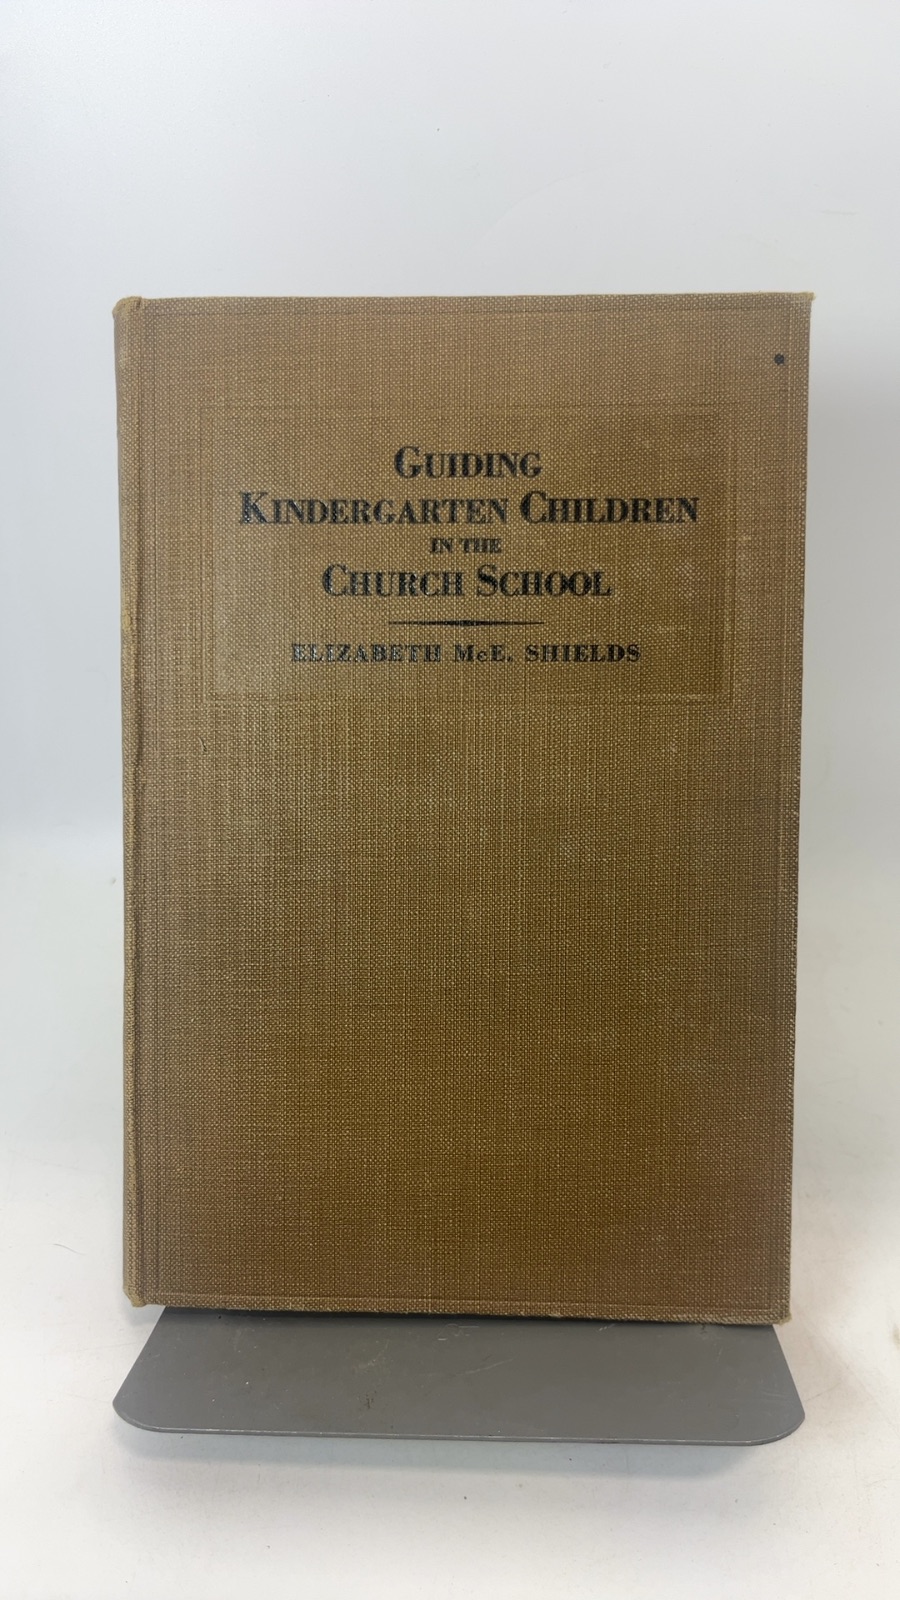 GUIDING
KINDERGARTEN CHILDREN
IN THE
CHURCH SCHOOL
ELIZABETH McE. SHIELDS